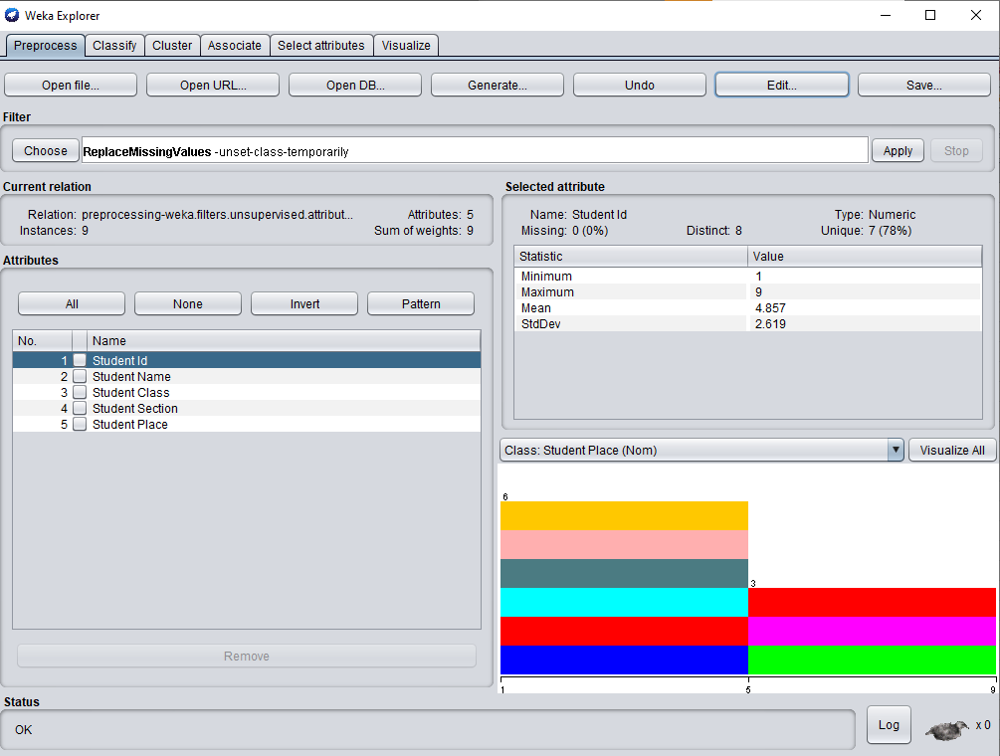 Weka Explorer
Preprocess Classify Cluster Associate Select attributes Visualize
Open file... Open URL... Open DB... Generate... Undo Edit... Save...
Filter
Choose ReplaceMissingValues -unset-class-temporarily Apply Stop
Current relation
Relation: preprocessing-weka.filters.unsupervised.attribut... Attributes: 5
Instances: 9 Sum of weights: 9
Attributes
All None Invert Pattern
No. Name
1 Student Id
2 Student Name
3 Student Class
4 Student Section
5 Student Place
Remove
Selected attribute
Name: Student Id Type: Numeric
Missing: 0 (0%) Distinct: 8 Unique: 7 (78%)
Statistic Value
Minimum 1
Maximum 9
Mean 4.857
StdDev 2.619
Class: Student Place (Nom) Visualize All
6
3
1 5 9
Status
OK Log x 0